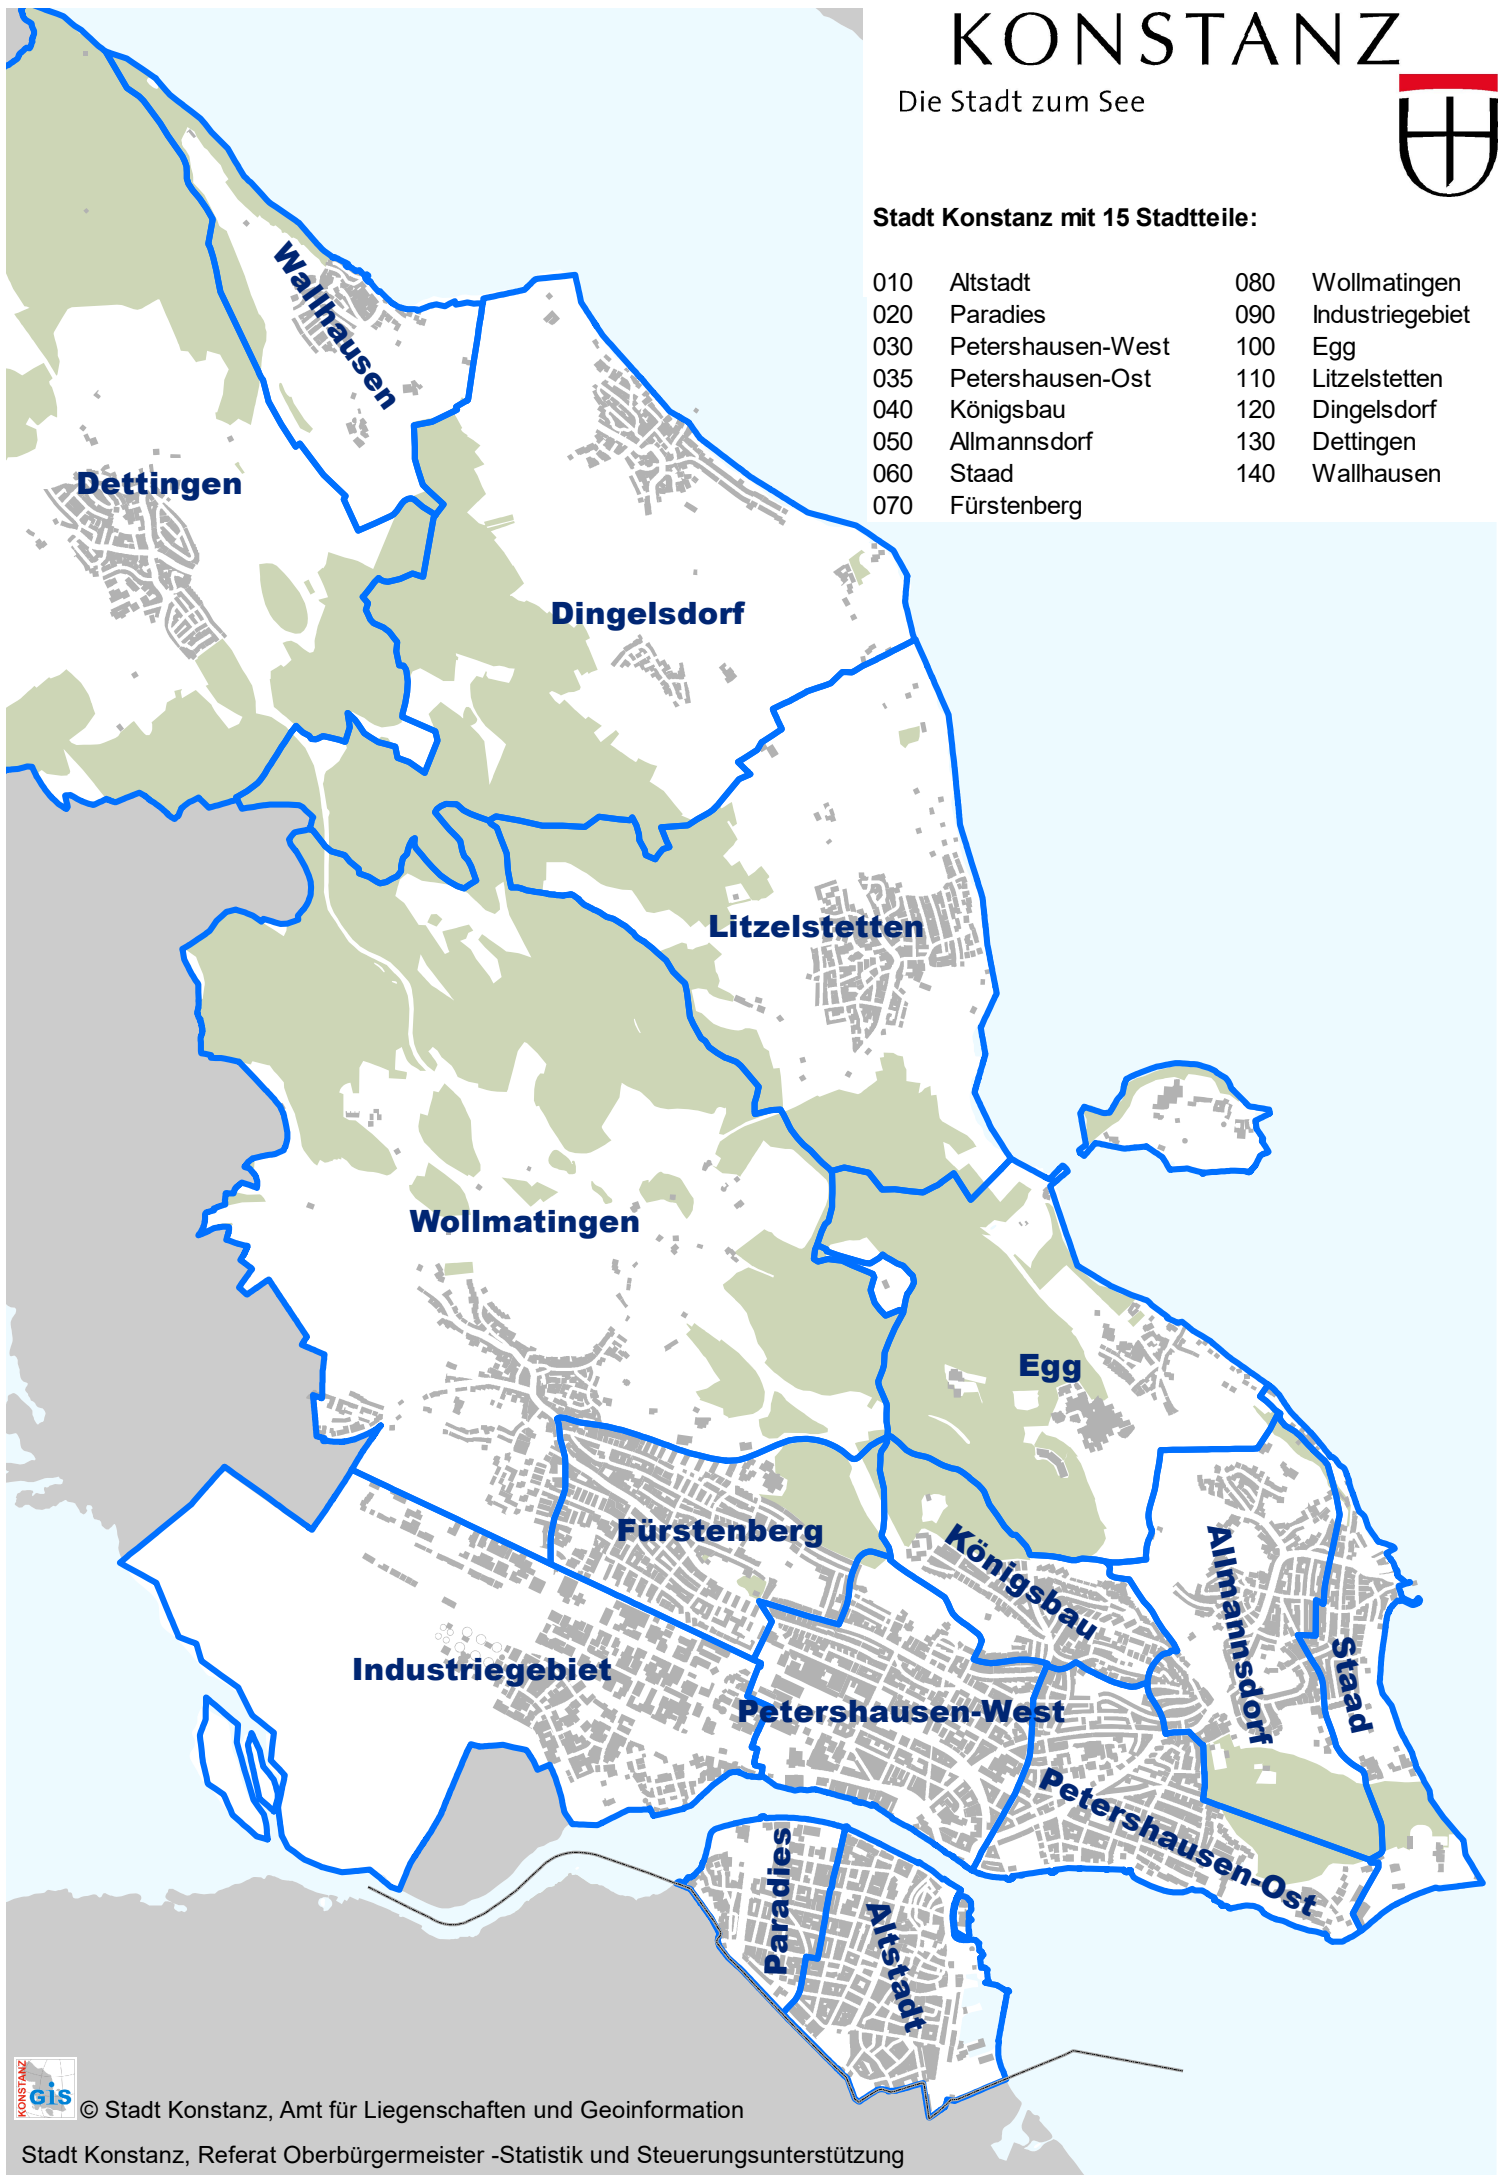 KONSTANZ
Die Stadt zum See
Stadt Konstanz mit 15 Stadtteile:
010 Altstadt
020 Paradies
030 Petershausen-West
035 Petershausen-Ost
040 Königsbau
050 Allmannsdorf
060 Staad
070 Fürstenberg
080 Wollmatingen
090 Industriegebiet
100 Egg
110 Litzelstetten
120 Dingelsdorf
130 Dettingen
140 Wallhausen
Wallhausen
Dettingen
Dingelsdorf
Litzelstetten
Wollmatingen
Egg
Fürstenberg
Königsbau
Allmannsdorf
Staad
Industriegebiet
Petershausen-West
Petershausen-Ost
Paradies
Altstadt
KONSTANZ
GIS
© Stadt Konstanz, Amt für Liegenschaften und Geoinformation
Stadt Konstanz, Referat Oberbürgermeister -Statistik und Steuerungsunterstützung